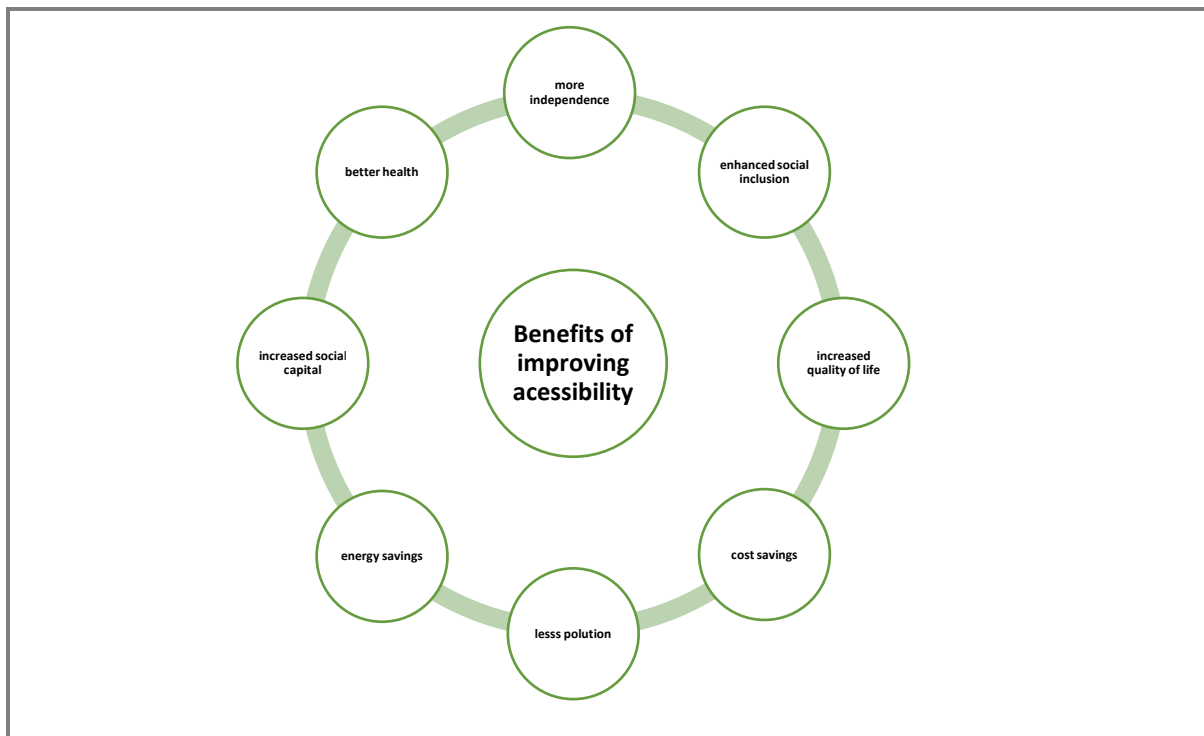 more
independence
enhanced social
inclusion
better health
Benefits of
improving
acessibility
increased social
capital
increased
quality of life
energy savings
cost savings
lesss polution